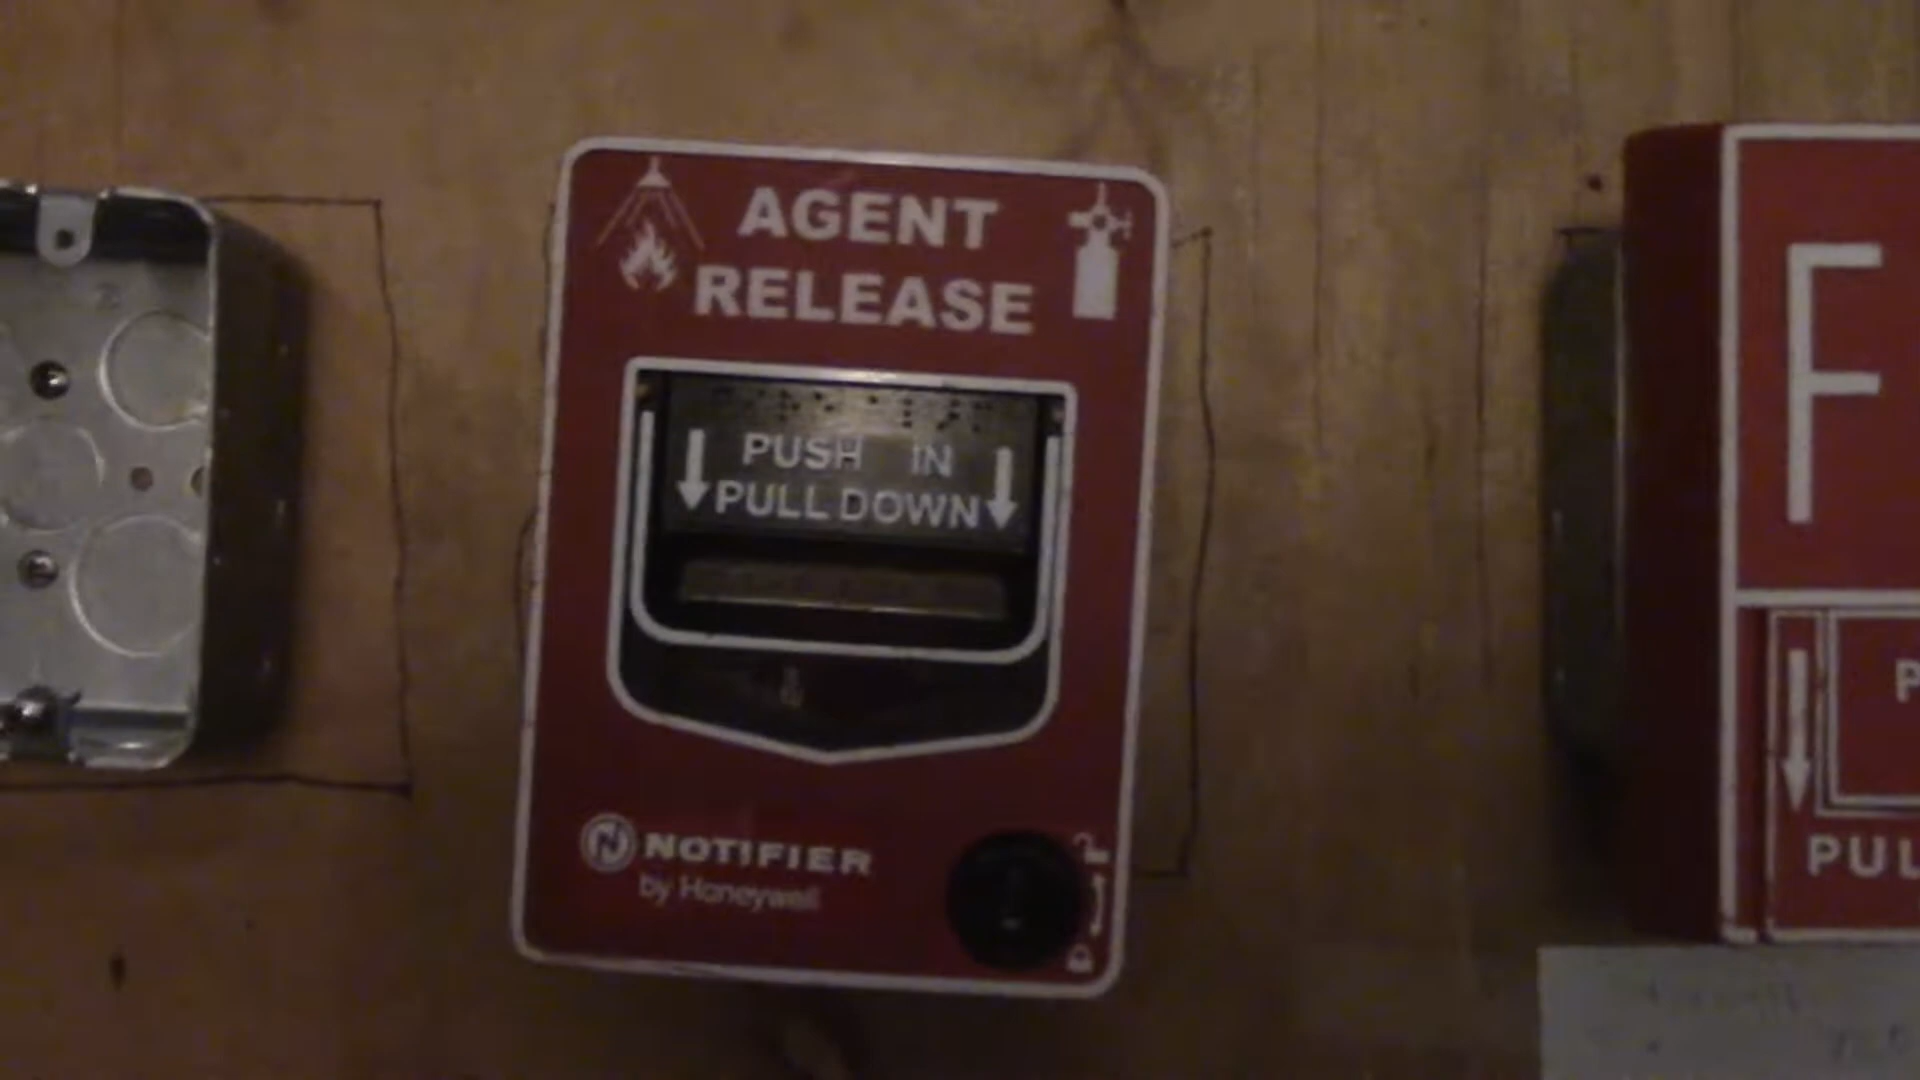 AGENT
RELEASE
PUSH IN
PULL DOWN
NOTIFIER
by Honeywell
F
P
PUL